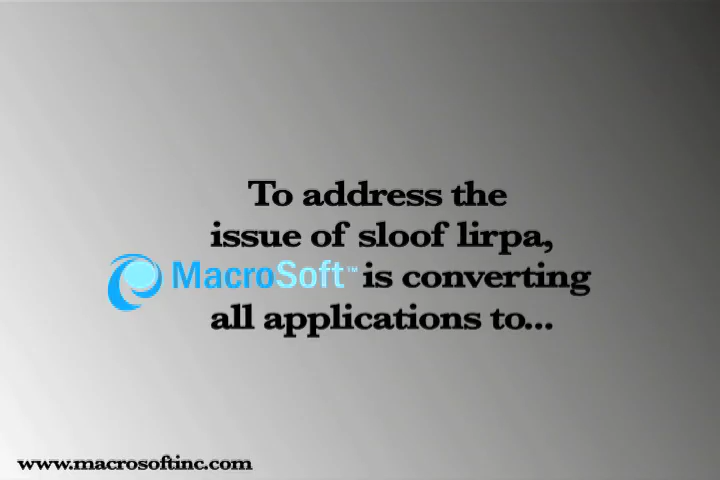 To address the
issue of sloof lirpa,
MacroSoft™ is converting
all applications to...
www.macrosoftinc.com